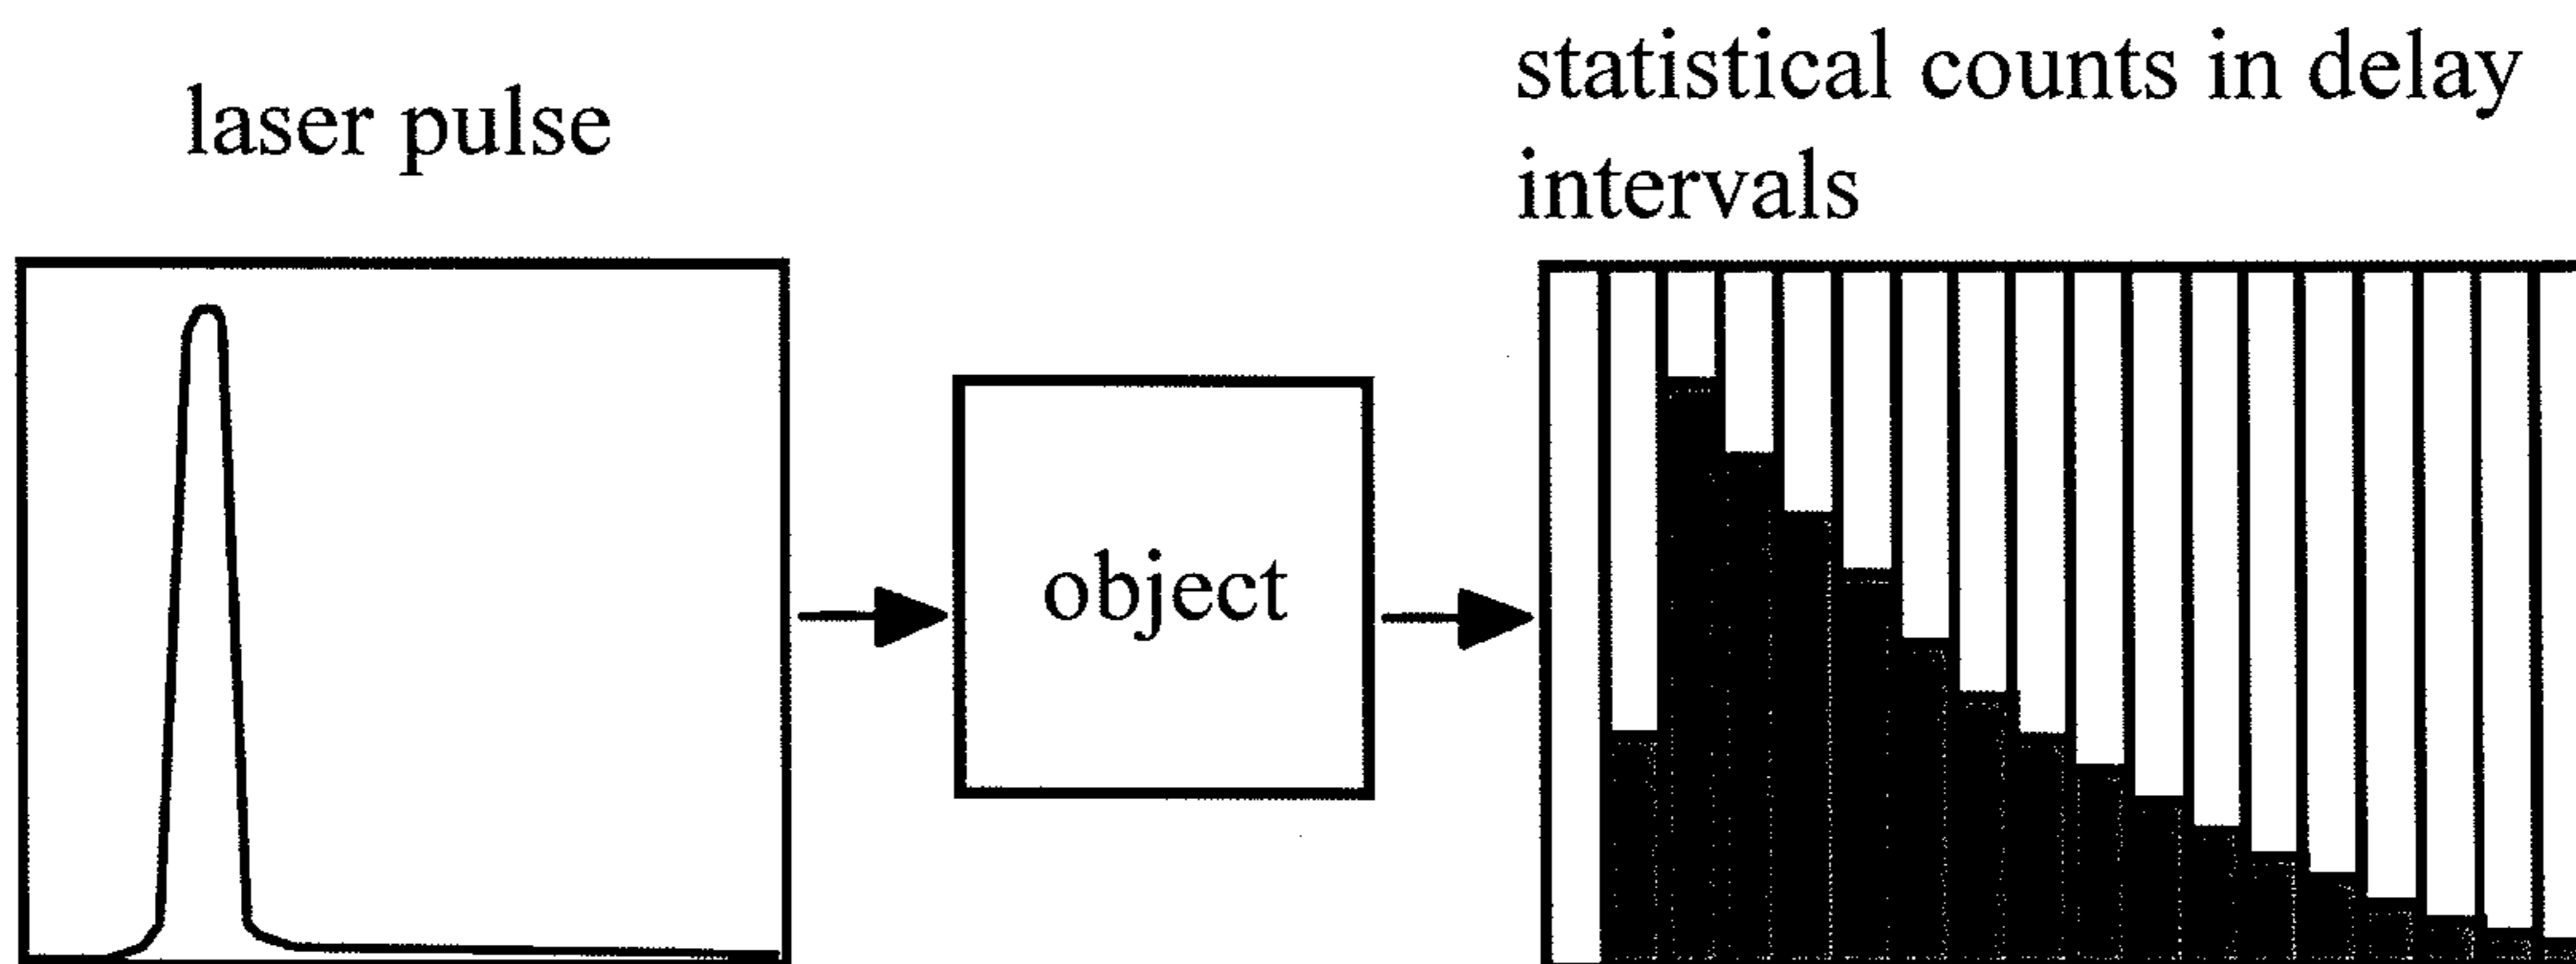 laser pulse
statistical counts in delay
intervals
object